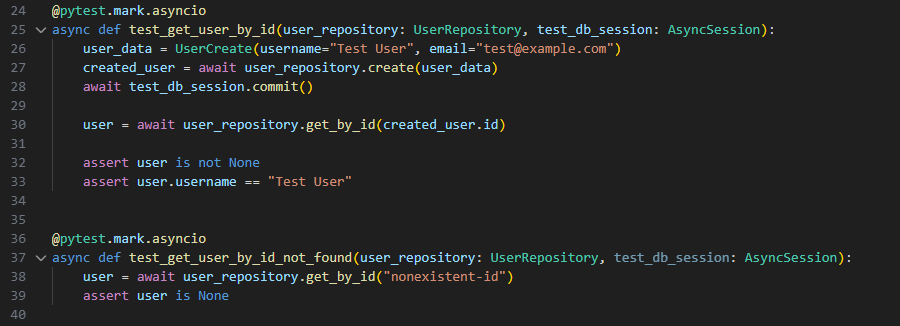 24 @pytest.mark.asyncio
25 async def test_get_user_by_id(user_repository: UserRepository, test_db_session: AsyncSession):
26     user_data = UserCreate(username="Test User", email="test@example.com")
27     created_user = await user_repository.create(user_data)
28     await test_db_session.commit()
29
30     user = await user_repository.get_by_id(created_user.id)
31
32     assert user is not None
33     assert user.username == "Test User"
34
35
36 @pytest.mark.asyncio
37 async def test_get_user_by_id_not_found(user_repository: UserRepository, test_db_session: AsyncSession):
38     user = await user_repository.get_by_id("nonexistent-id")
39     assert user is None
40